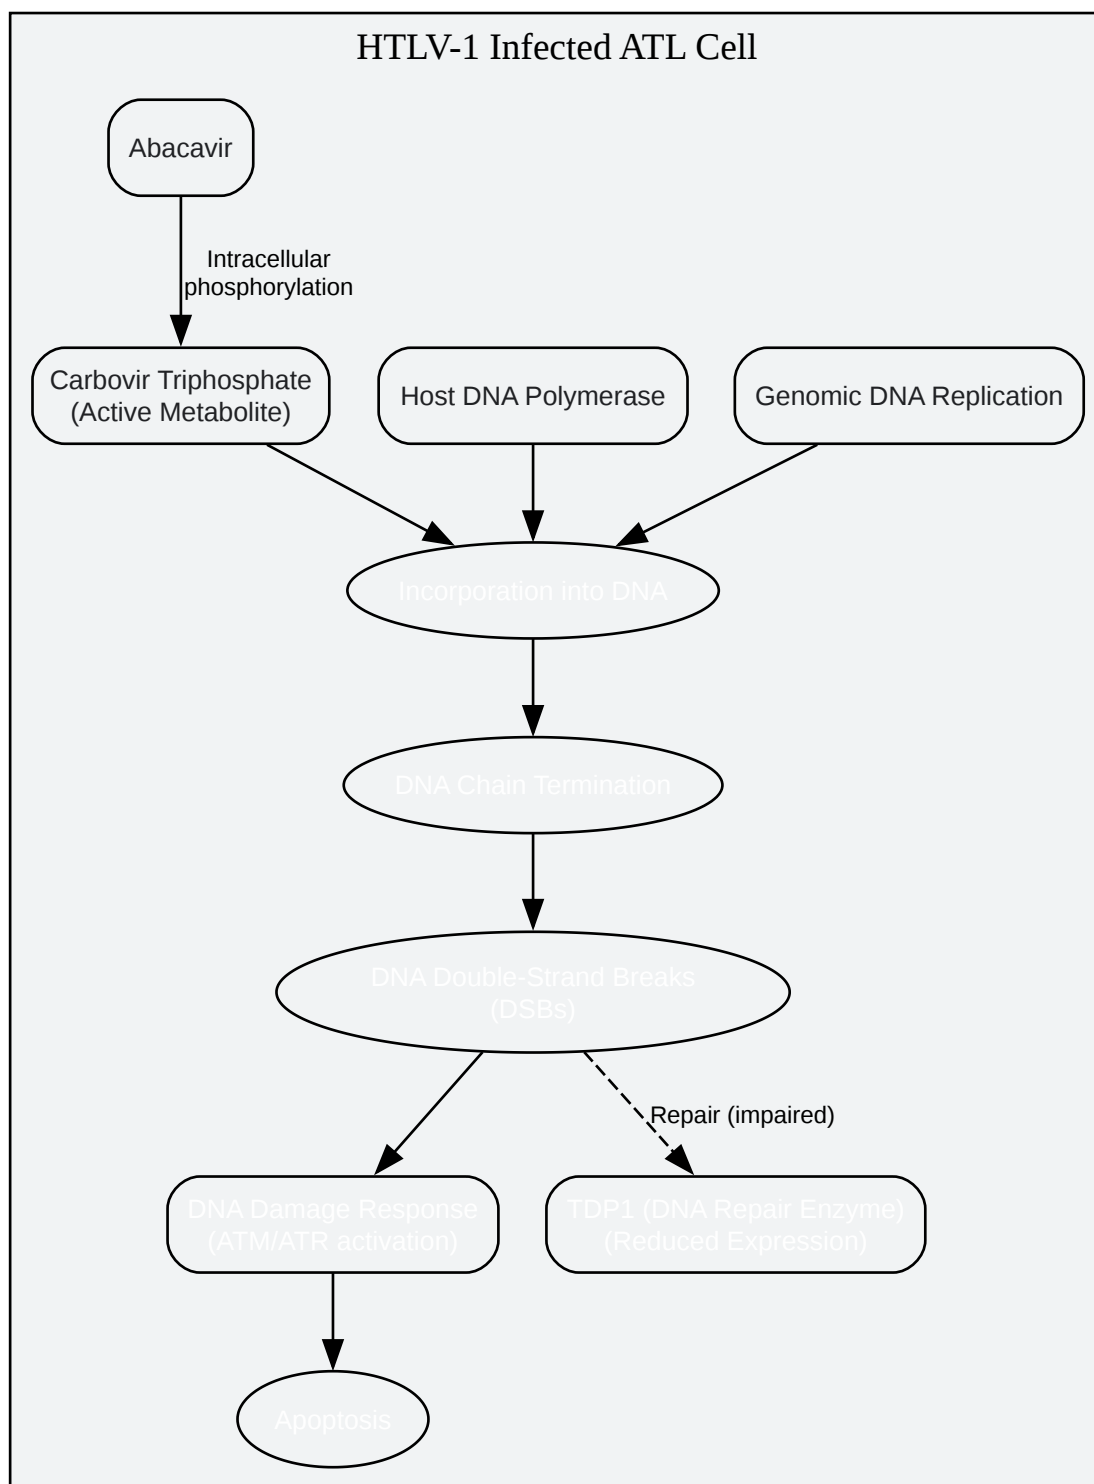 HTLV-1 Infected ATL Cell
Abacavir
Intracellular
phosphorylation
Carbovir Triphosphate
(Active Metabolite)
Host DNA Polymerase
Genomic DNA Replication
Incorporation into DNA
DNA Chain Termination
DNA Double-Strand Breaks
(DSBs)
Repair (impaired)
DNA Damage Response
(ATM/ATR activation)
TDP1 (DNA Repair Enzyme)
(Reduced Expression)
Apoptosis